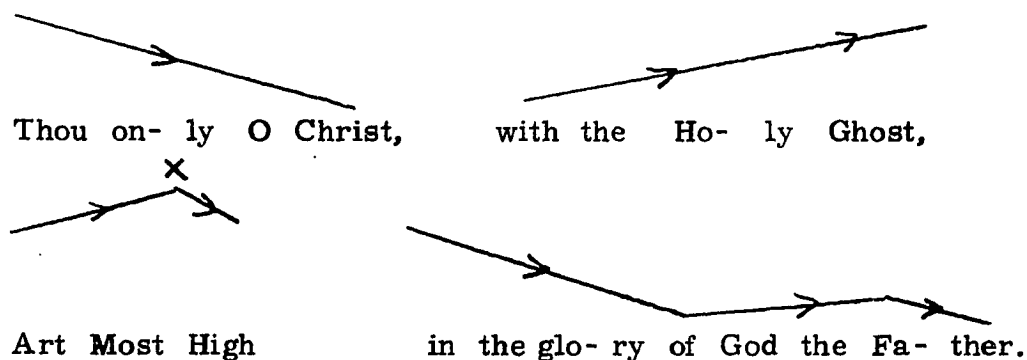 Thou on- ly O Christ, with the Ho- ly Ghost,
×
Art Most High in the glo- ry of God the Fa- ther.